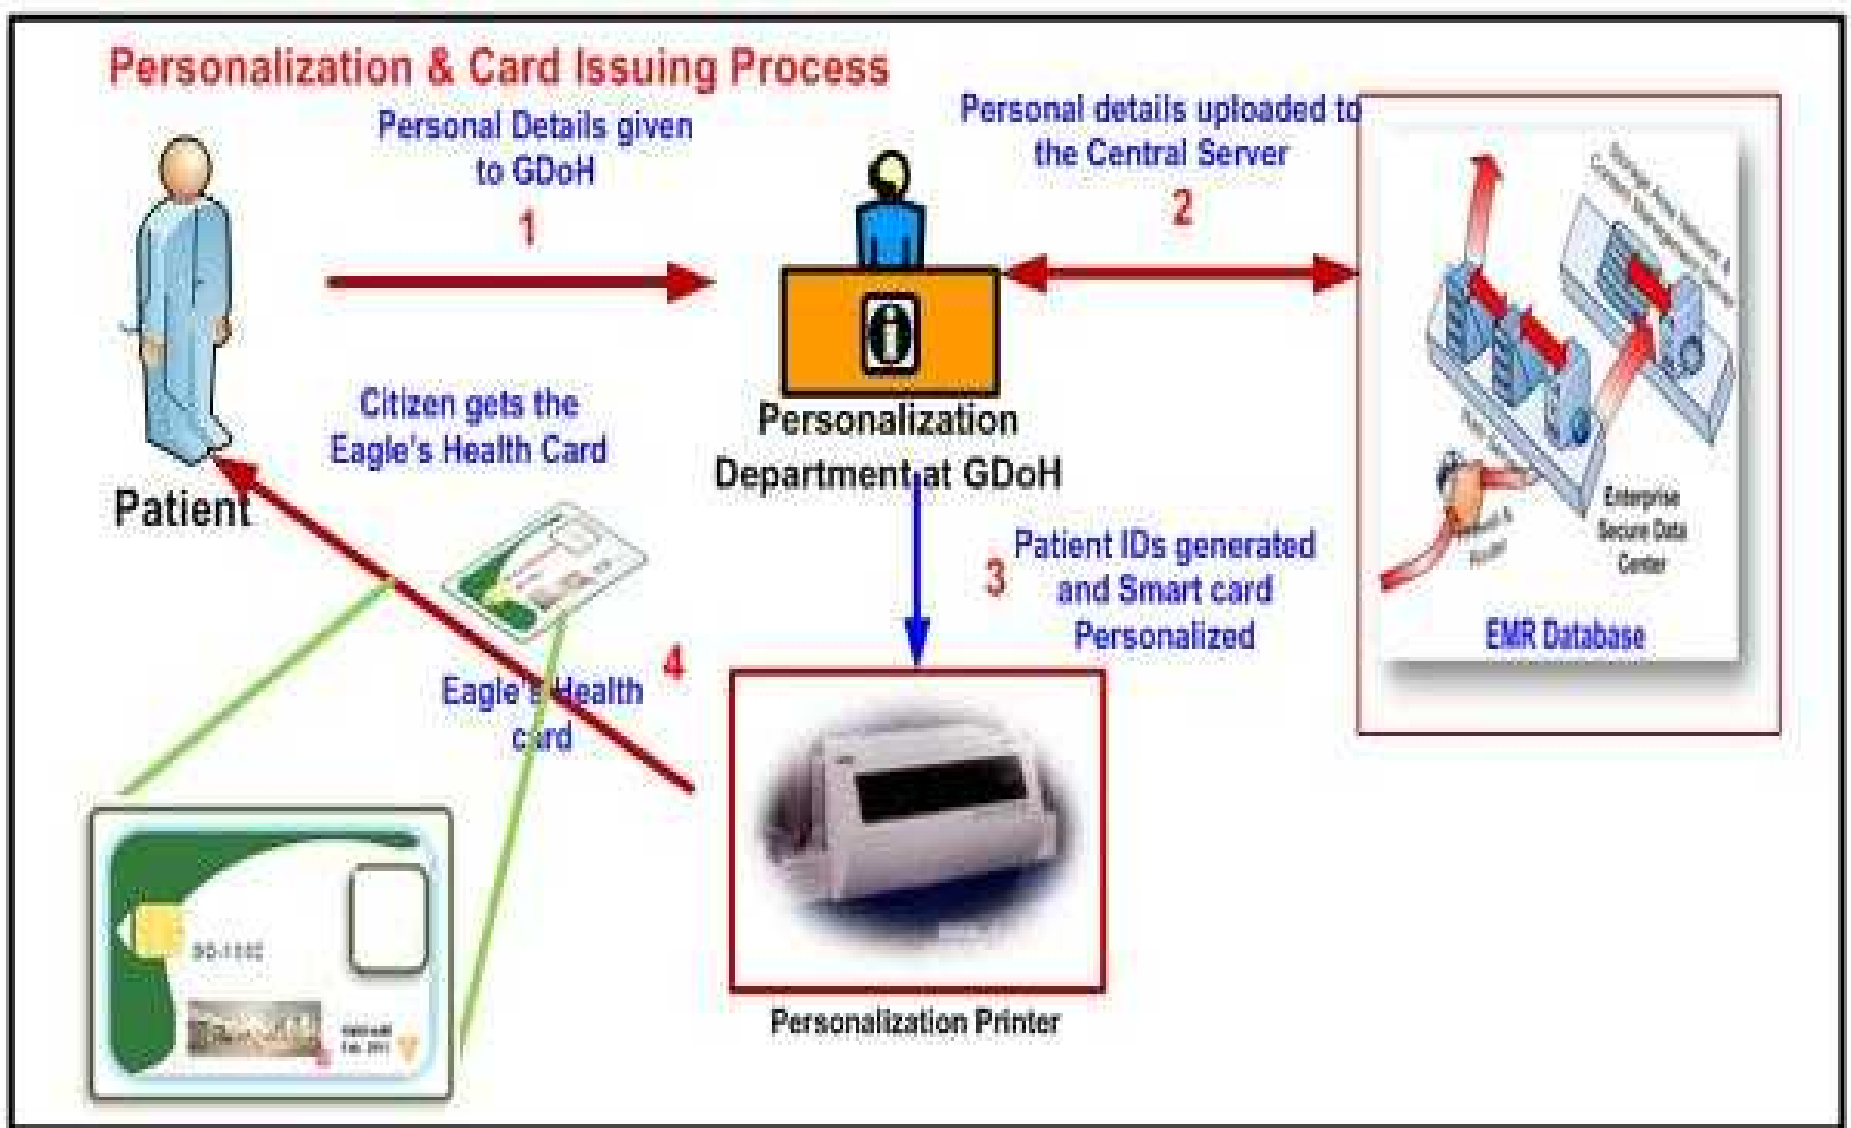 Personalization & Card Issuing Process
Personal Details given
to GDoH
1
Personal details uploaded to
the Central Server
2
Citizen gets the
Eagle's Health Card
Patient
Personalization
Department at GDoH
3
Patient IDs generated
and Smart card
Personalized
Enterprise
Secure Data
Center
EMR Database
4
Eagle's Health
card
Personalization Printer